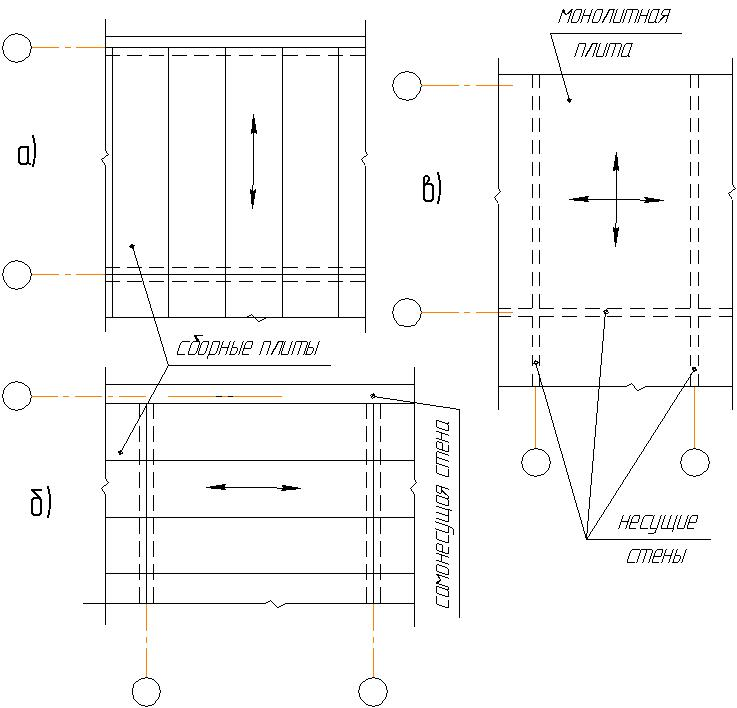 монолитная
плита
а)
в)
сборные плиты
самонесущая стена
б)
несущие
стены